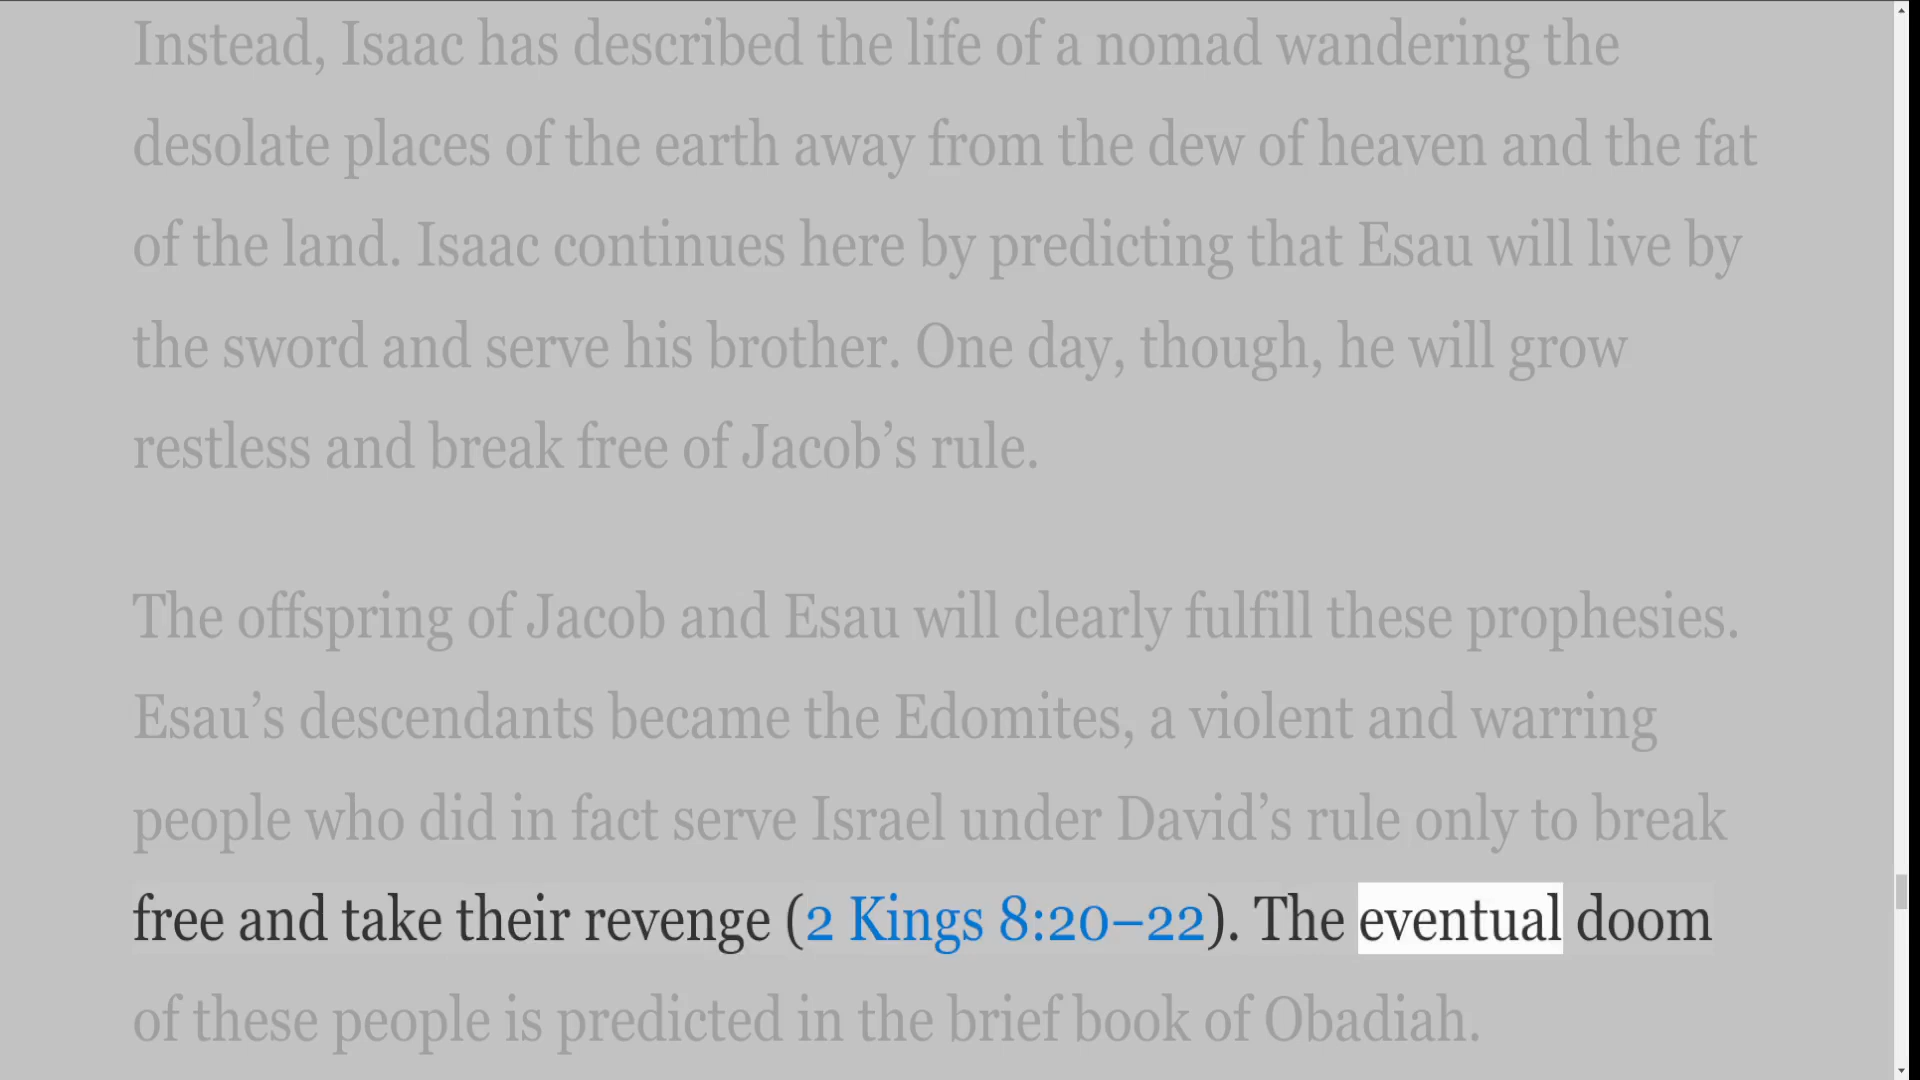 Instead, Isaac has described the life of a nomad wandering the
desolate places of the earth away from the dew of heaven and the fat
of the land. Isaac continues here by predicting that Esau will live by
the sword and serve his brother. One day, though, he will grow
restless and break free of Jacob’s rule.
The offspring of Jacob and Esau will clearly fulfill these prophesies.
Esau’s descendants became the Edomites, a violent and warring
people who did in fact serve Israel under David’s rule only to break
free and take their revenge (2 Kings 8:20–22). The eventual doom
of these people is predicted in the brief book of Obadiah.